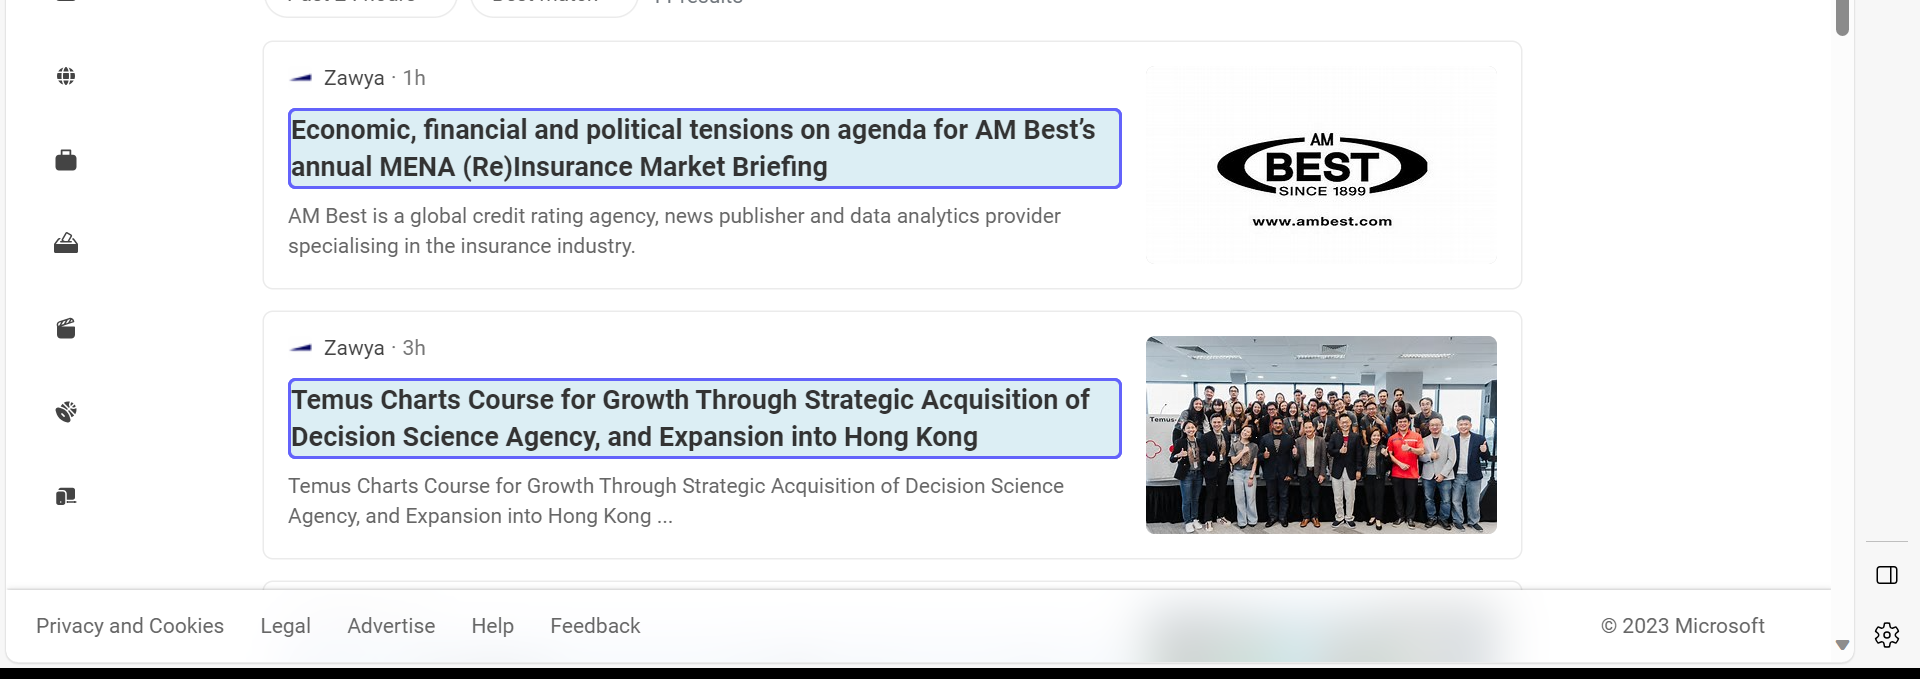 Zawya · 1h
Economic, financial and political tensions on agenda for AM Best’s
annual MENA (Re)Insurance Market Briefing
AM Best is a global credit rating agency, news publisher and data analytics provider
specialising in the insurance industry.
AM
BEST
SINCE 1899
www.ambest.com
Zawya · 3h
Temus Charts Course for Growth Through Strategic Acquisition of
Decision Science Agency, and Expansion into Hong Kong
Temus Charts Course for Growth Through Strategic Acquisition of Decision Science
Agency, and Expansion into Hong Kong ...
Temus
Privacy and Cookies Legal Advertise Help Feedback © 2023 Microsoft